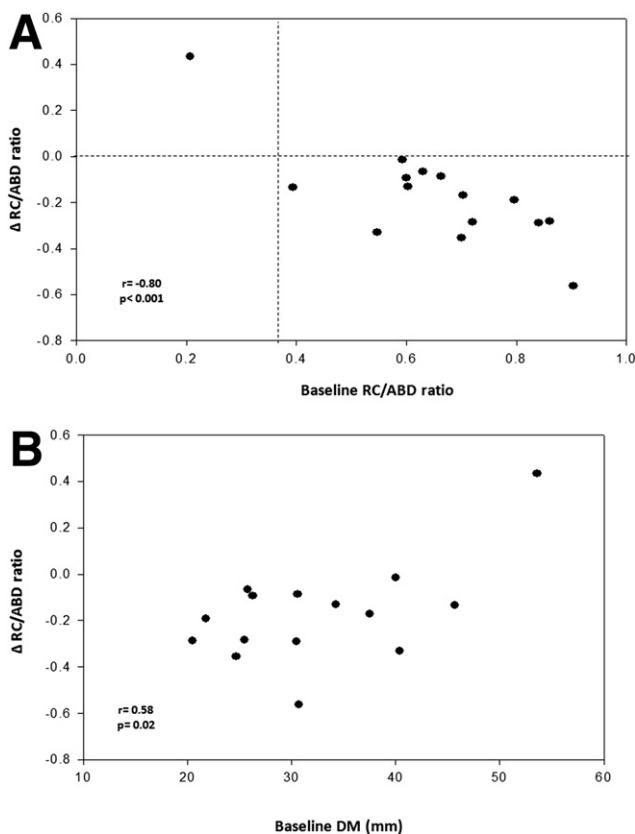 A
0.6
0.4
0.2
0.0
-0.2
-0.4
-0.6
-0.8
Δ RC/ABD ratio
r= -0.80
p< 0.001
0.0 0.2 0.4 0.6 0.8 1.0
Baseline RC/ABD ratio
B
0.6
0.4
0.2
0.0
-0.2
-0.4
-0.6
-0.8
Δ RC/ABD ratio
r= 0.58
p= 0.02
10 20 30 40 50 60
Baseline DM (mm)